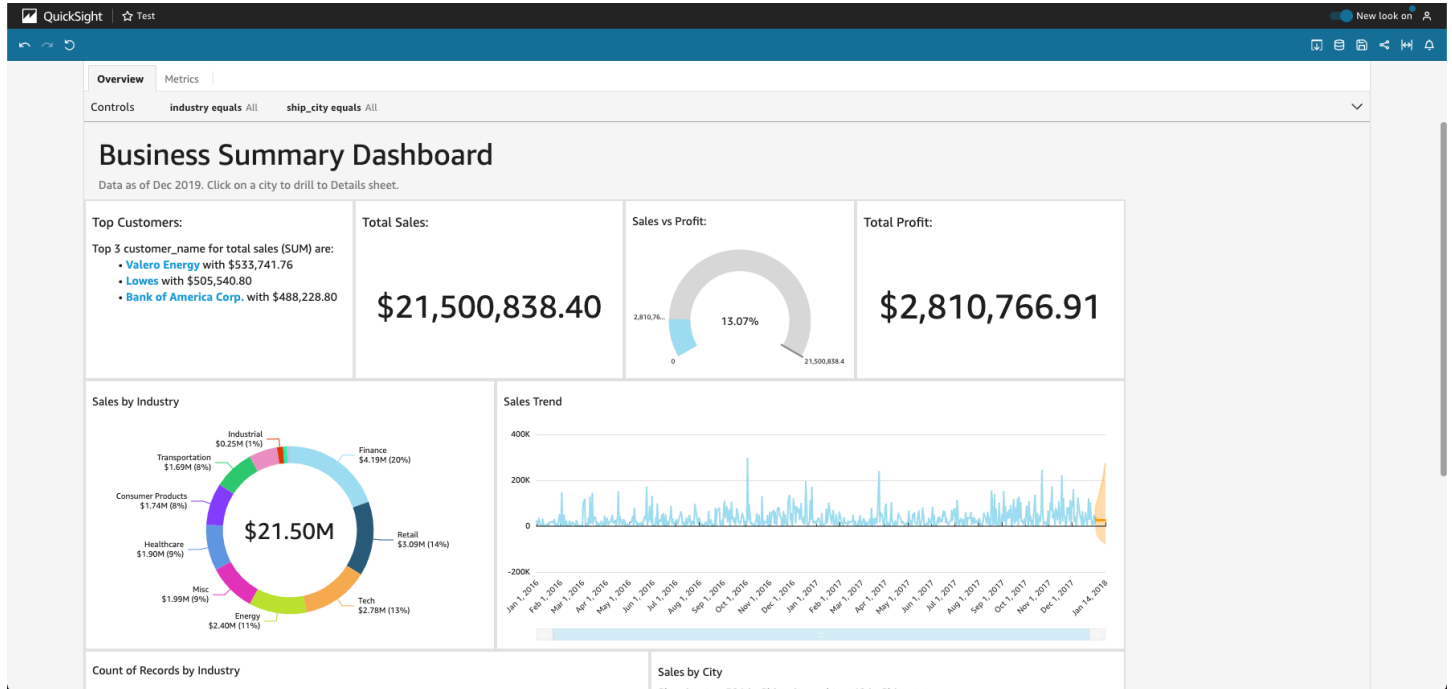 QuickSight Test New look on
Overview Metrics
Controls industry equals All ship_city equals All
Business Summary Dashboard
Data as of Dec 2019. Click on a city to drill to Details sheet.
Top Customers:
Top 3 customer_name for total sales (SUM) are:
• Valero Energy with $533,741.76
• Lowes with $505,540.80
• Bank of America Corp. with $488,228.80
Total Sales:
$21,500,838.40
Sales vs Profit:
2,810,76...
13.07%
0
21,500,838.4
Total Profit:
$2,810,766.91
Sales by Industry
Industrial
$0.25M (1%)
Finance
$4.19M (20%)
Transportation
$1.69M (8%)
Consumer Products
$1.74M (8%)
$21.50M
Retail
$3.09M (14%)
Healthcare
$1.90M (9%)
Misc
$1.99M (9%)
Tech
$2.78M (13%)
Energy
$2.40M (11%)
Sales Trend
400K
200K
0
-200K
Jan 1, 2016
Feb 1, 2016
Mar 1, 2016
Apr 1, 2016
May 1, 2016
Jun 1, 2016
Jul 1, 2016
Aug 1, 2016
Sep 1, 2016
Oct 1, 2016
Nov 1, 2016
Dec 1, 2016
Jan 1, 2017
Feb 1, 2017
Mar 1, 2017
Apr 1, 2017
May 1, 2017
Jun 1, 2017
Jul 1, 2017
Aug 1, 2017
Sep 1, 2017
Oct 1, 2017
Nov 1, 2017
Dec 1, 2017
Jan 14, 2018
Count of Records by Industry
Sales by City